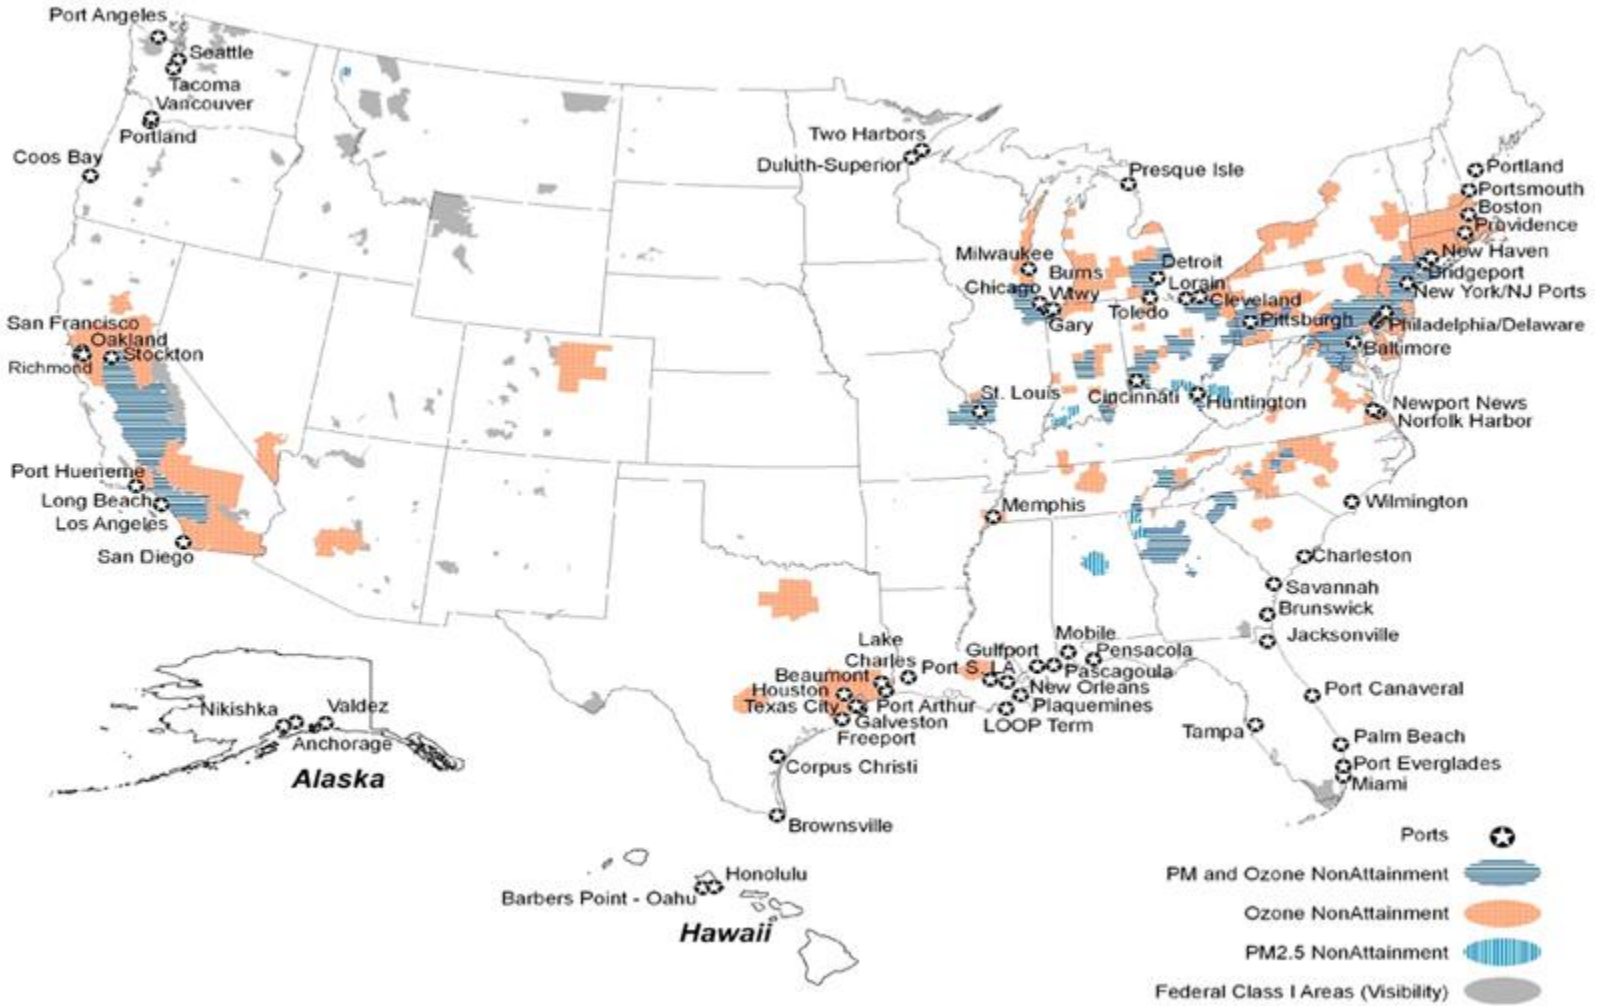 Port Angeles
Seattle
Tacoma
Vancouver
Portland
Coos Bay
Two Harbors
Duluth-Superior
Presque Isle
Portland
Portsmouth
Boston
Providence
New Haven
Bridgeport
New York/NJ Ports
Philadelphia/Delaware
Baltimore
Milwaukee
Chicago
Burns
Wtwy
Gary
Detroit
Lorain
Toledo
Cleveland
Pittsburgh
San Francisco
Oakland
Stockton
Richmond
St. Louis
Cincinnati
Huntington
Newport News
Norfolk Harbor
Port Hueneme
Long Beach
Los Angeles
San Diego
Memphis
Wilmington
Charleston
Savannah
Brunswick
Jacksonville
Lake
Charles
Beaumont
Houston
Texas City
Port Arthur
Galveston
Freeport
Port S. LA
Gulfport
Mobile
Pensacola
Pascagoula
New Orleans
Plaquemines
LOOP Term
Port Canaveral
Tampa
Palm Beach
Port Everglades
Miami
Corpus Christi
Brownsville
Nikishka
Valdez
Anchorage
Alaska
Honolulu
Barbers Point - Oahu
Hawaii
Ports
PM and Ozone NonAttainment
Ozone NonAttainment
PM2.5 NonAttainment
Federal Class I Areas (Visibility)